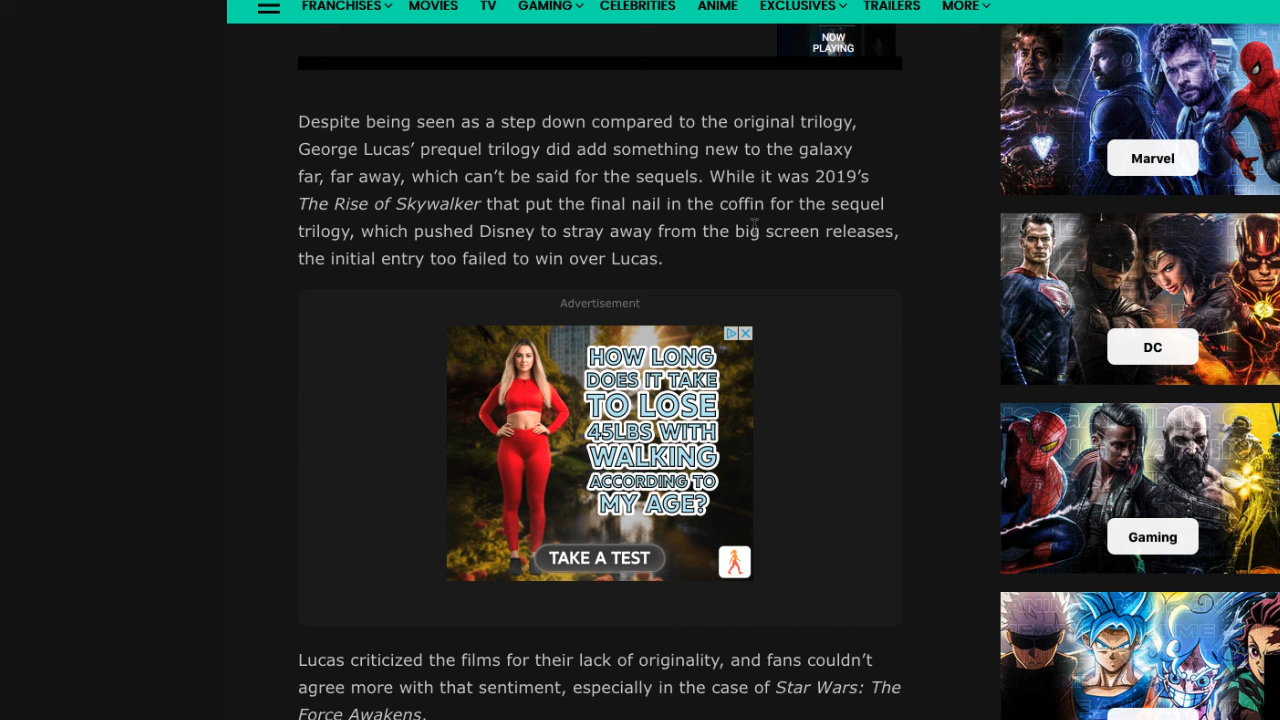 FRANCHISES MOVIES TV GAMING CELEBRITIES ANIME EXCLUSIVES TRAILERS MORE
NOW
PLAYING
Despite being seen as a step down compared to the original trilogy,
George Lucas’ prequel trilogy did add something new to the galaxy
far, far away, which can’t be said for the sequels. While it was 2019’s
The Rise of Skywalker that put the final nail in the coffin for the sequel
trilogy, which pushed Disney to stray away from the big screen releases,
the initial entry too failed to win over Lucas.
Advertisement
HOW LONG
DOES IT TAKE
TO LOSE
45LBS WITH
WALKING
ACCORDING TO
MY AGE?
TAKE A TEST
Lucas criticized the films for their lack of originality, and fans couldn’t
agree more with that sentiment, especially in the case of Star Wars: The
Force Awakens.
Marvel
DC
Gaming